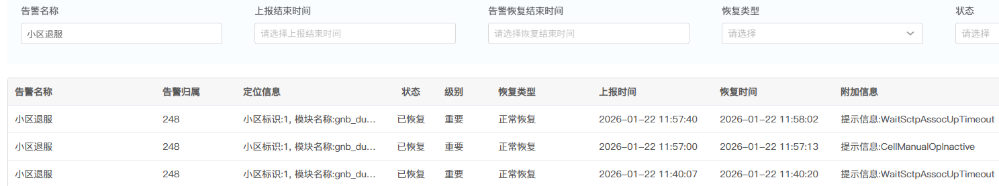 告警名称 上报结束时间 告警恢复结束时间 恢复类型 状态
小区退服 请选择上报结束时间 请选择恢复结束时间 请选择 请选择
告警名称 告警归属 定位信息 状态 级别 恢复类型 上报时间 恢复时间 附加信息
小区退服 248 小区标识:1, 模块名称:gnb_du... 已恢复 重要 正常恢复 2026-01-22 11:57:40 2026-01-22 11:58:02 提示信息:WaitSctpAssocUpTimeout
小区退服 248 小区标识:1, 模块名称:gnb_du... 已恢复 重要 正常恢复 2026-01-22 11:57:00 2026-01-22 11:57:13 提示信息:CellManualOpInactive
小区退服 248 小区标识:1, 模块名称:gnb_du... 已恢复 重要 正常恢复 2026-01-22 11:40:07 2026-01-22 11:40:20 提示信息:WaitSctpAssocUpTimeout